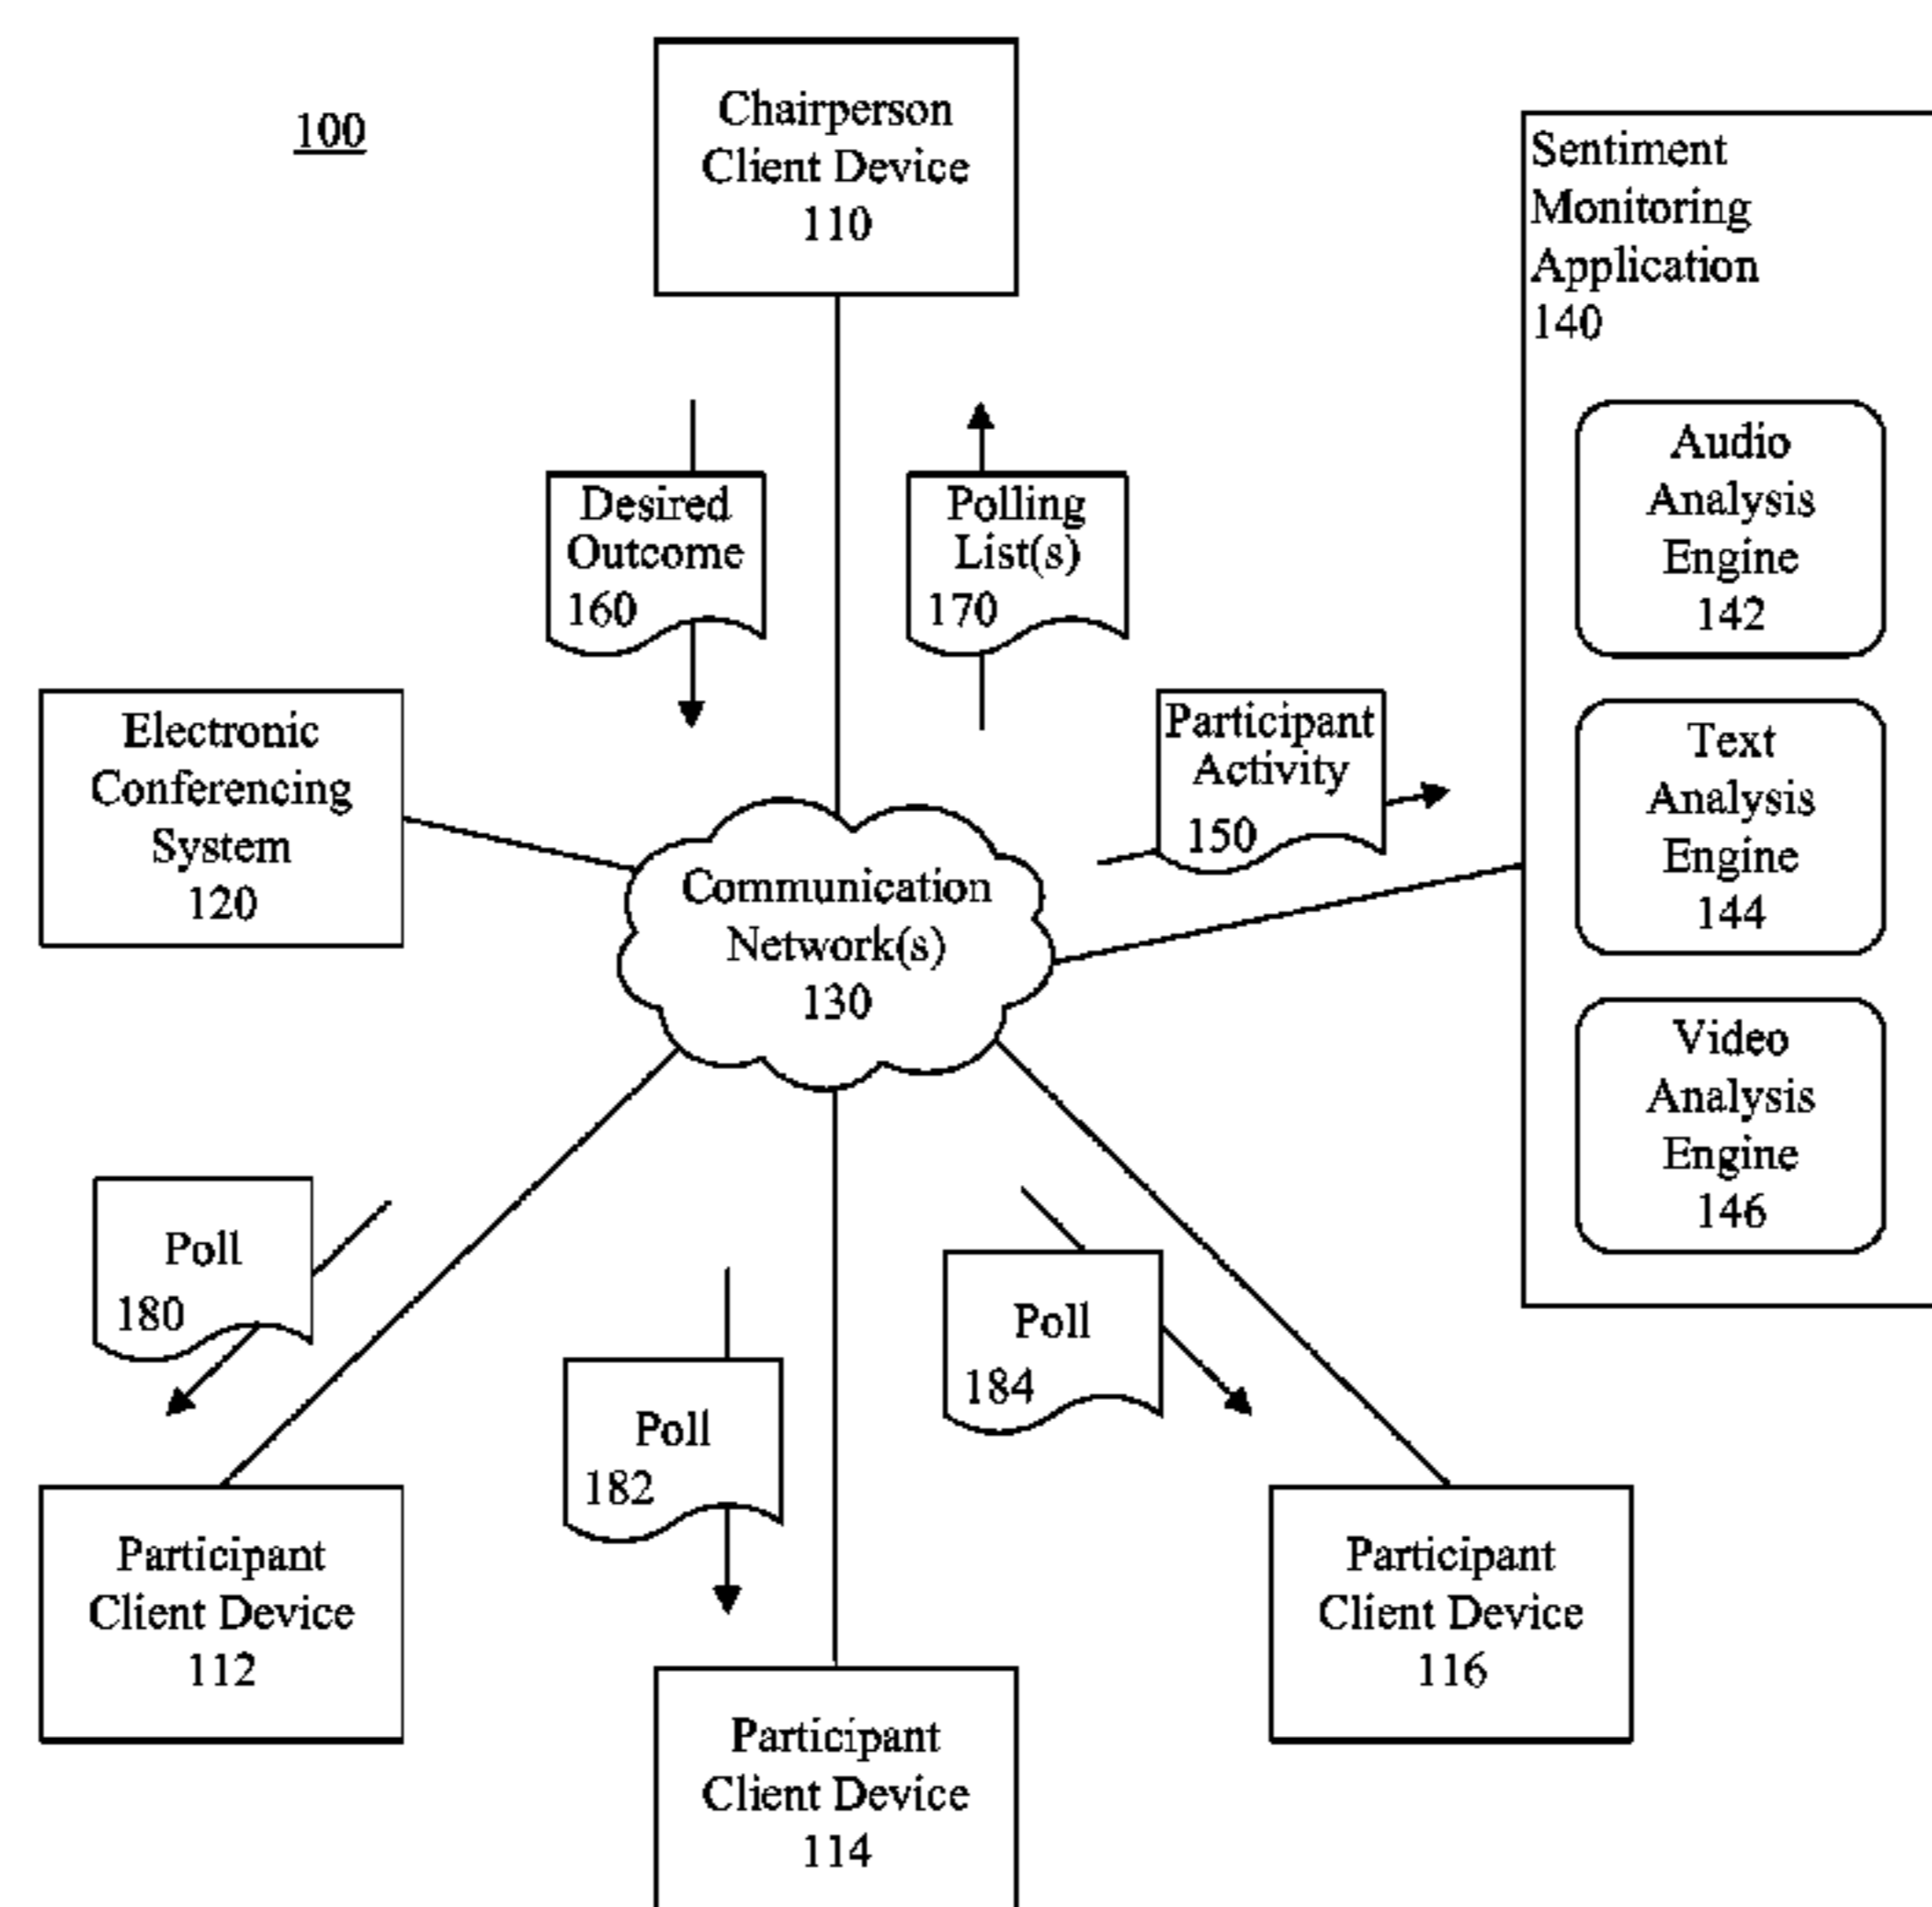 100
Chairperson
Client Device
110
Sentiment
Monitoring
Application
140
Audio
Analysis
Engine
142
Text
Analysis
Engine
144
Video
Analysis
Engine
146
Desired
Outcome
160
Polling
List(s)
170
Participant
Activity
150
Electronic
Conferencing
System
120
Communication
Network(s)
130
Poll
180
Poll
182
Poll
184
Participant
Client Device
112
Participant
Client Device
114
Participant
Client Device
116